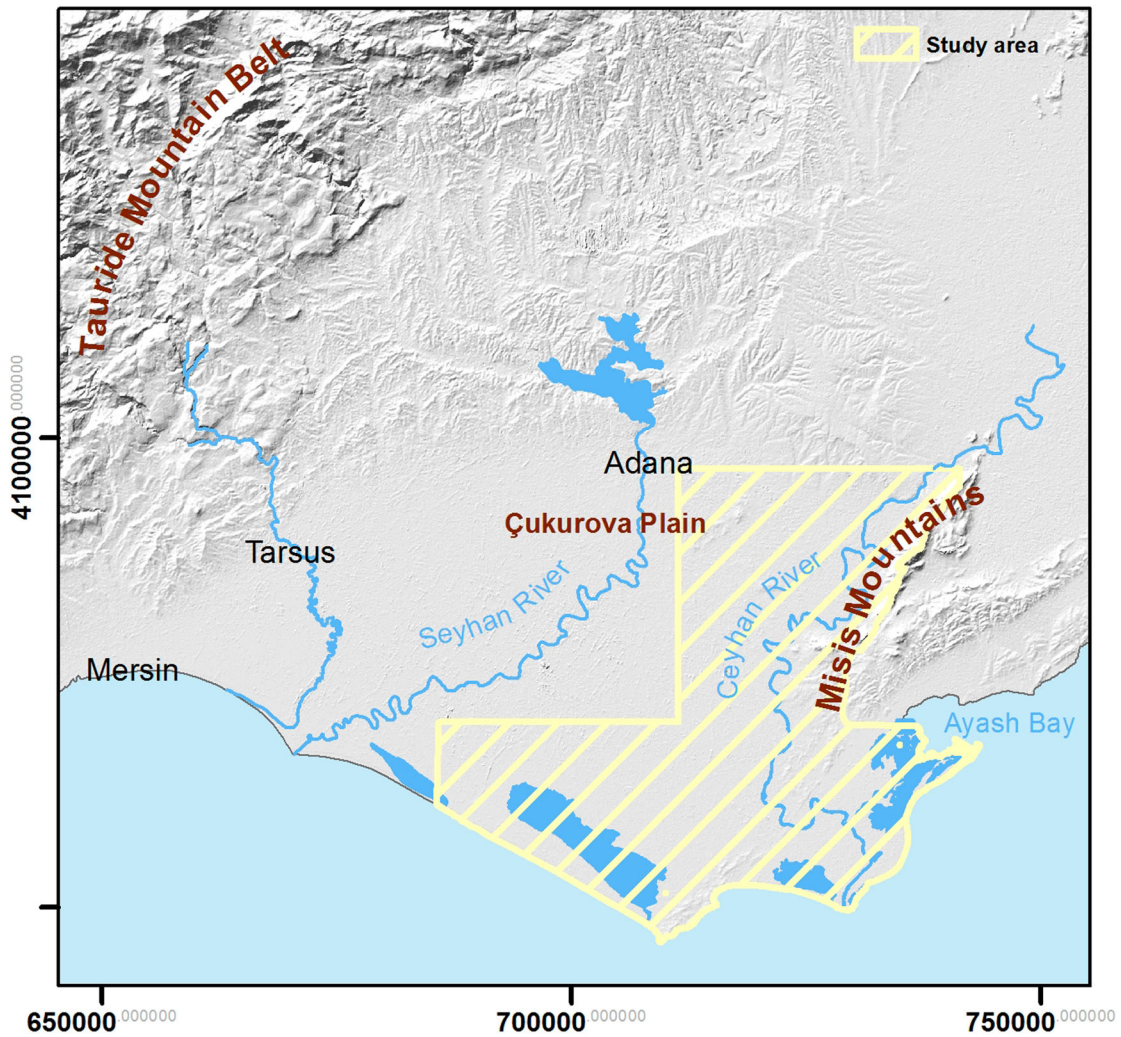 Study area
Tauride Mountain Belt
4100000.000000
Adana
Çukurova Plain
Tarsus
Seyhan River
Ceyhan River
Misis Mountains
Mersin
Ayash Bay
650000.000000
700000.000000
750000.000000